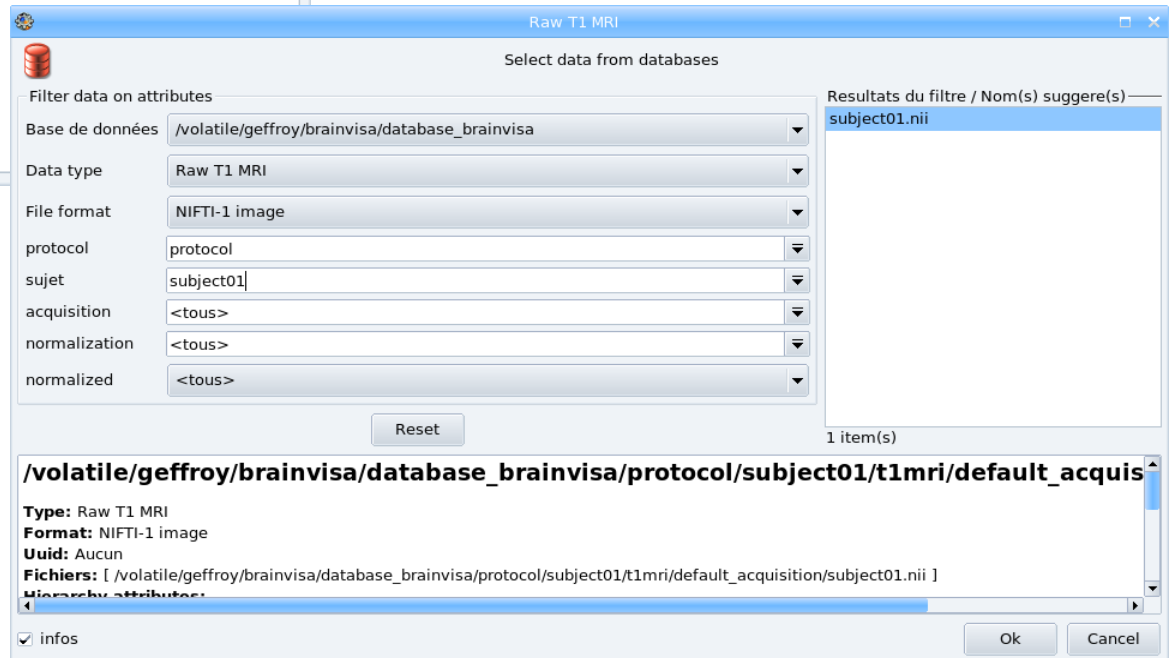 Raw T1 MRI
Select data from databases
Filter data on attributes
Base de données /volatile/geffroy/brainvisa/database_brainvisa
Data type Raw T1 MRI
File format NIFTI-1 image
protocol protocol
sujet subject01
acquisition <tous>
normalization <tous>
normalized <tous>
Reset
Resultats du filtre / Nom(s) suggere(s)
subject01.nii
1 item(s)
/volatile/geffroy/brainvisa/database_brainvisa/protocol/subject01/t1mri/default_acquis
Type: Raw T1 MRI
Format: NIFTI-1 image
Uuid: Aucun
Fichiers: [ /volatile/geffroy/brainvisa/database_brainvisa/protocol/subject01/t1mri/default_acquisition/subject01.nii ]
Hierarchy attributes:
infos
Ok Cancel